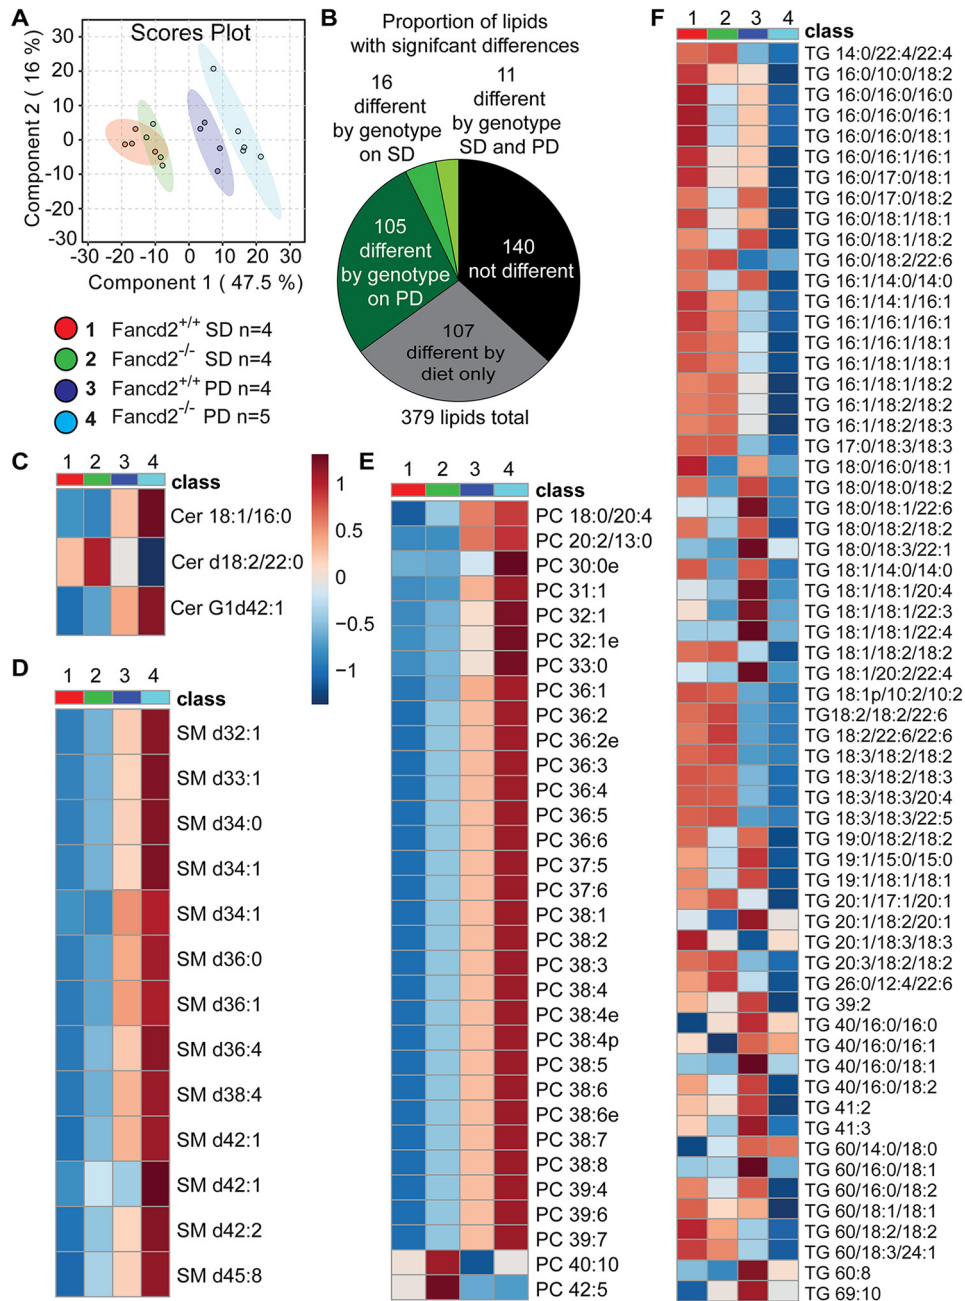 A
Scores Plot
Component 2 ( 16 %)
30
20
10
0
-10
-20
-30
-30 -20 -10 0 10 20 30
Component 1 ( 47.5 %)
1 Fancd2+/+ SD n=4
2 Fancd2-/- SD n=4
3 Fancd2+/+ PD n=4
4 Fancd2-/- PD n=5
B
Proportion of lipids
with signifcant differences
16
different
by genotype
on SD
11
different
by genotype
SD and PD
105
different
by genotype
on PD
140
not different
107
different by
diet only
379 lipids total
C
1 2 3 4
class
Cer 18:1/16:0
Cer d18:2/22:0
Cer G1d42:1
1
0.5
0
−0.5
−1
D
1 2 3 4
class
SM d32:1
SM d33:1
SM d34:0
SM d34:1
SM d34:1
SM d36:0
SM d36:1
SM d36:4
SM d38:4
SM d42:1
SM d42:1
SM d42:2
SM d45:8
E
1 2 3 4
class
PC 18:0/20:4
PC 20:2/13:0
PC 30:0e
PC 31:1
PC 32:1
PC 32:1e
PC 33:0
PC 36:1
PC 36:2
PC 36:2e
PC 36:3
PC 36:4
PC 36:5
PC 36:6
PC 37:5
PC 37:6
PC 38:1
PC 38:2
PC 38:3
PC 38:4
PC 38:4e
PC 38:4p
PC 38:5
PC 38:6
PC 38:6e
PC 38:7
PC 38:8
PC 39:4
PC 39:6
PC 39:7
PC 40:10
PC 42:5
F
1 2 3 4
class
TG 14:0/22:4/22:4
TG 16:0/10:0/18:2
TG 16:0/16:0/16:0
TG 16:0/16:0/16:1
TG 16:0/16:0/18:1
TG 16:0/16:1/16:1
TG 16:0/17:0/18:1
TG 16:0/17:0/18:2
TG 16:0/18:1/18:1
TG 16:0/18:1/18:2
TG 16:0/18:2/22:6
TG 16:1/14:0/14:0
TG 16:1/14:1/16:1
TG 16:1/16:1/16:1
TG 16:1/16:1/18:1
TG 16:1/18:1/18:1
TG 16:1/18:1/18:2
TG 16:1/18:2/18:2
TG 16:1/18:2/18:3
TG 17:0/18:3/18:3
TG 18:0/16:0/18:1
TG 18:0/18:0/18:2
TG 18:0/18:1/22:6
TG 18:0/18:2/18:2
TG 18:0/18:3/22:1
TG 18:1/14:0/14:0
TG 18:1/18:1/20:4
TG 18:1/18:1/22:3
TG 18:1/18:1/22:4
TG 18:1/18:2/18:2
TG 18:1/20:2/22:4
TG 18:1p/10:2/10:2
TG18:2/18:2/22:6
TG 18:2/22:6/22:6
TG 18:3/18:2/18:2
TG 18:3/18:2/18:3
TG 18:3/18:3/20:4
TG 18:3/18:3/22:5
TG 19:0/18:2/18:2
TG 19:1/15:0/15:0
TG 19:1/18:1/18:1
TG 20:1/17:1/20:1
TG 20:1/18:2/20:1
TG 20:1/18:3/18:3
TG 20:3/18:2/18:2
TG 26:0/12:4/22:6
TG 39:2
TG 40/16:0/16:0
TG 40/16:0/16:1
TG 40/16:0/18:1
TG 40/16:0/18:2
TG 41:2
TG 41:3
TG 60/14:0/18:0
TG 60/16:0/18:1
TG 60/16:0/18:2
TG 60/18:1/18:1
TG 60/18:2/18:2
TG 60/18:3/24:1
TG 60:8
TG 69:10